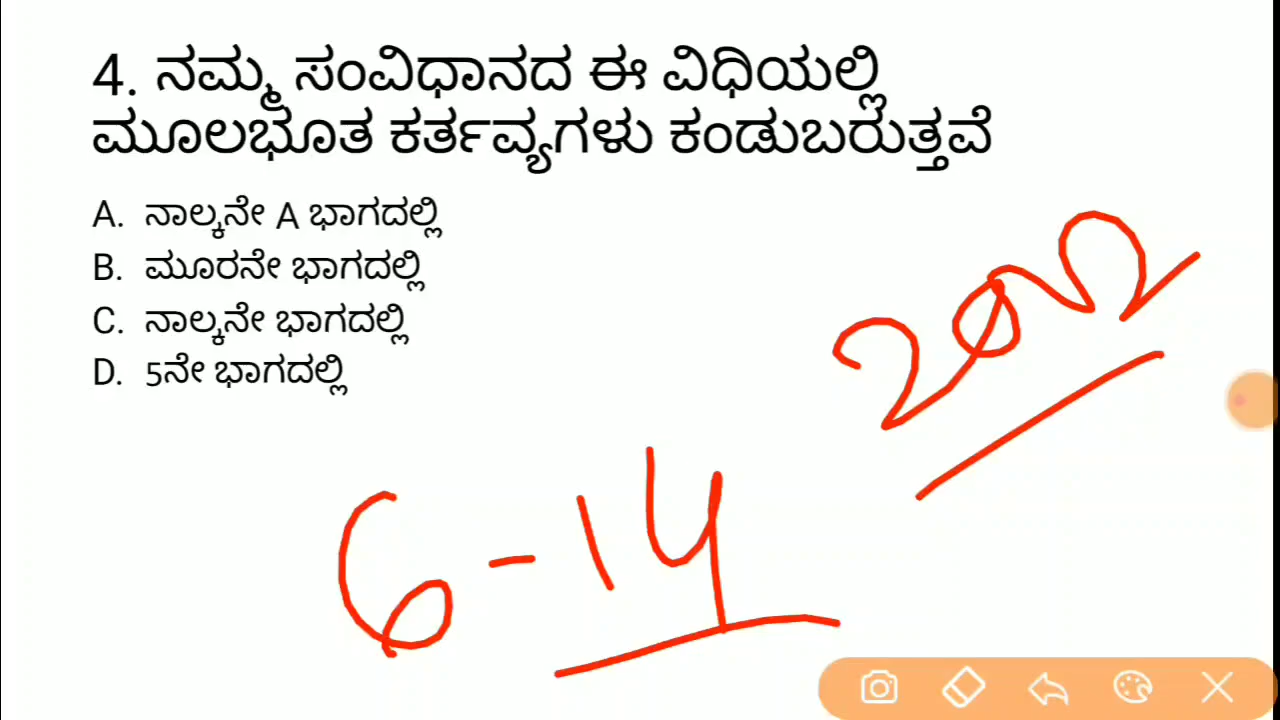 4. ನಮ್ಮ ಸಂವಿಧಾನದ ಈ ವಿಧಿಯಲ್ಲಿ
ಮೂಲಭೂತ ಕರ್ತವ್ಯಗಳು ಕಂಡುಬರುತ್ತವೆ
A. ನಾಲ್ಕನೇ A ಭಾಗದಲ್ಲಿ
B. ಮೂರನೇ ಭಾಗದಲ್ಲಿ
C. ನಾಲ್ಕನೇ ಭಾಗದಲ್ಲಿ
D. 5ನೇ ಭಾಗದಲ್ಲಿ
6-14